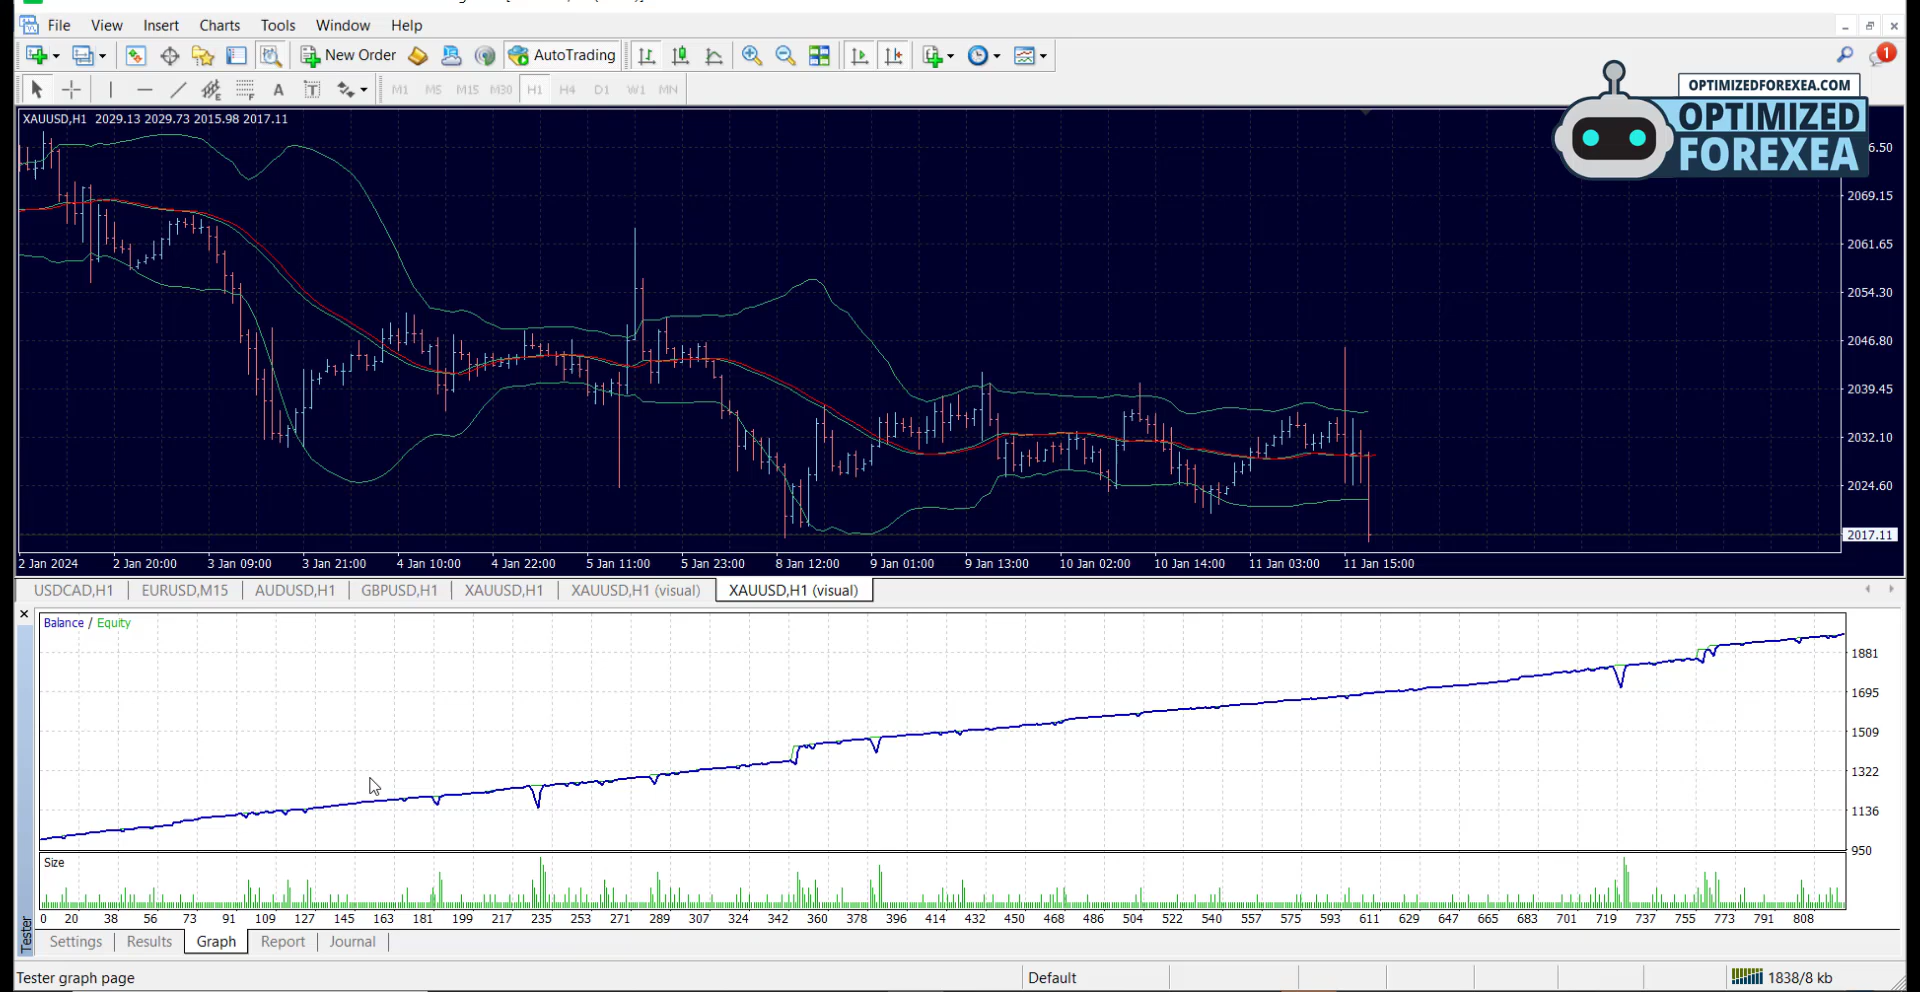 File View Insert Charts Tools Window Help
New Order AutoTrading 1
A T M1 M5 M15 M30 H1 H4 D1 W1 MN
OPTIMIZEDFOREXEA.COM
OPTIMIZED
FOREXEA
XAUUSD,H1 2029.13 2029.73 2015.98 2017.11
6.50
2069.15
2061.65
2054.30
2046.80
2039.45
2032.10
2024.60
2017.11
2 Jan 2024 2 Jan 20:00 3 Jan 09:00 3 Jan 21:00 4 Jan 10:00 4 Jan 22:00 5 Jan 11:00 5 Jan 23:00 8 Jan 12:00 9 Jan 01:00 9 Jan 13:00 10 Jan 02:00 10 Jan 14:00 11 Jan 03:00 11 Jan 15:00
USDCAD,H1 EURUSD,M15 AUDUSD,H1 GBPUSD,H1 XAUUSD,H1 XAUUSD,H1 (visual) XAUUSD,H1 (visual)
Balance / Equity
1881
1695
1509
1322
1136
950
Size
0 20 38 56 73 91 109 127 145 163 181 199 217 235 253 271 289 307 324 342 360 378 396 414 432 450 468 486 504 522 540 557 575 593 611 629 647 665 683 701 719 737 755 773 791 808
Tester
Settings Results Graph Report Journal
Tester graph page Default 1838/8 kb